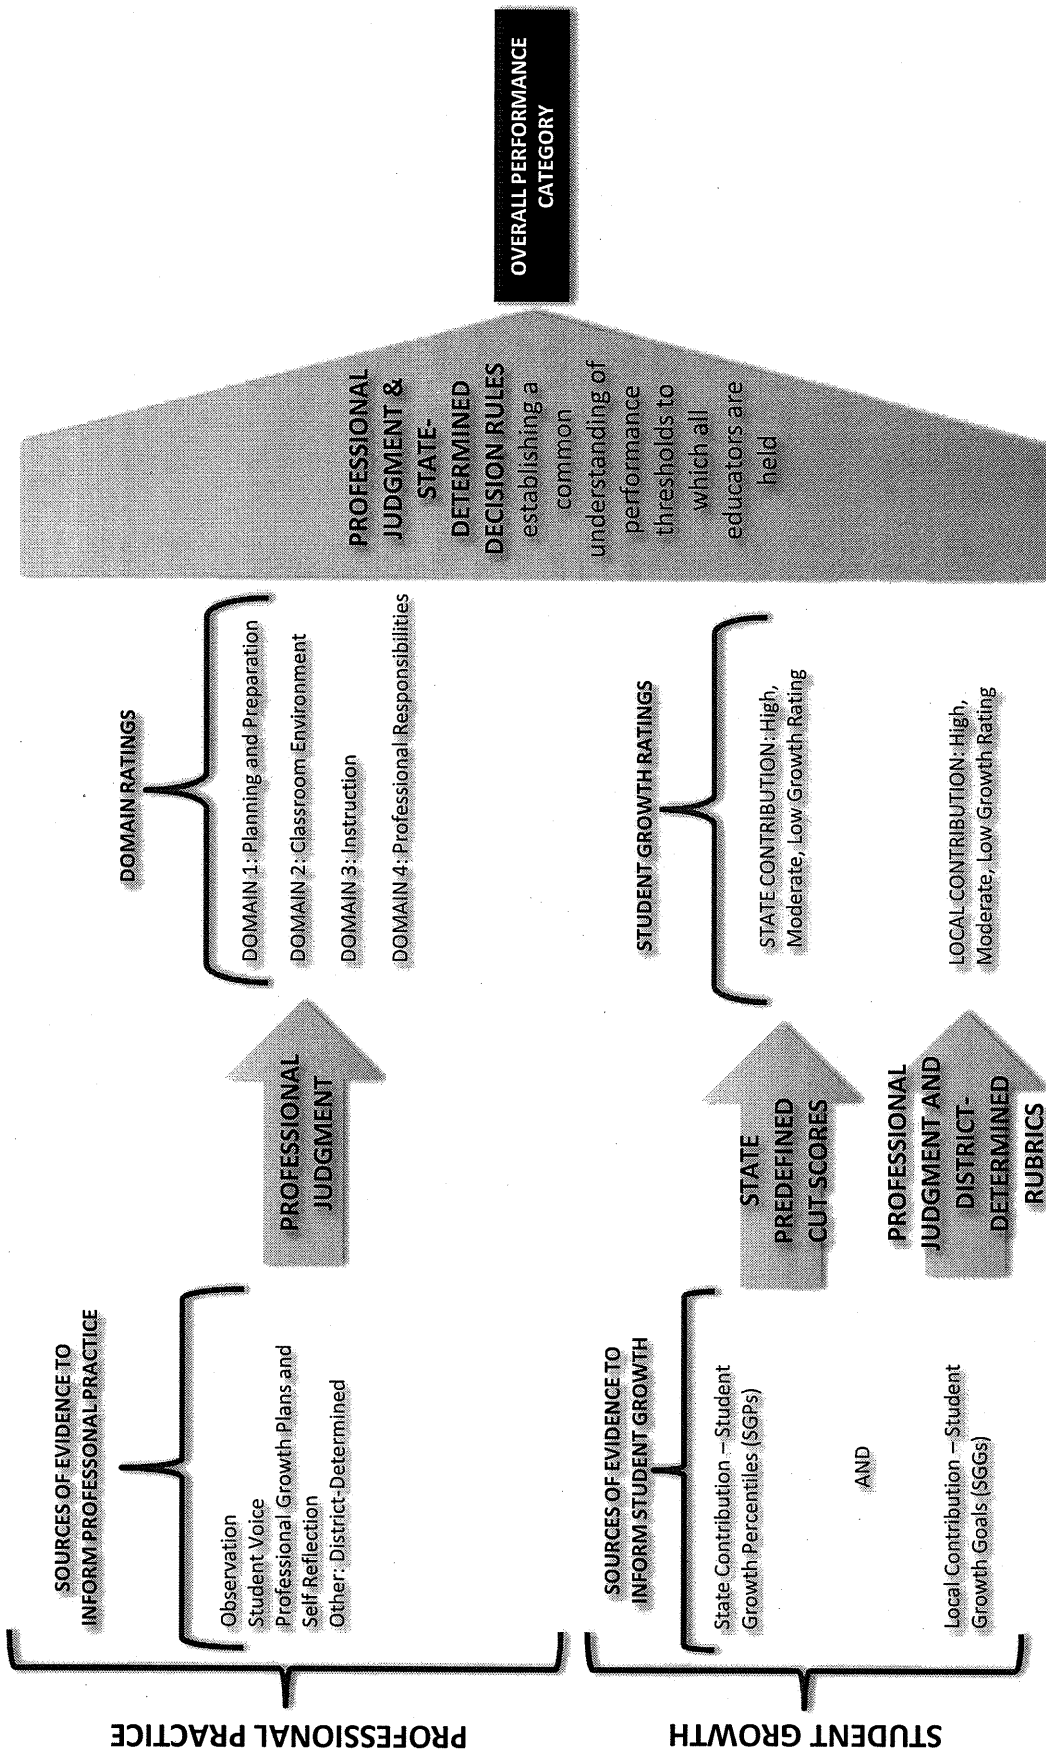 PROFESSIONAL PRACTICE
SOURCES OF EVIDENCE TO
INFORM PROFESSONAL PRACTICE
Observation
Student Voice
Professional Growth Plans and
Self Reflection
Other: District-Determined
PROFESSIONAL
JUDGMENT
DOMAIN RATINGS
DOMAIN 1: Planning and Preparation
DOMAIN 2: Classroom Environment
DOMAIN 3: Instruction
DOMAIN 4: Professional Responsibilities
STUDENT GROWTH
SOURCES OF EVIDENCE TO
INFORM STUDENT GROWTH
State Contribution – Student
Growth Percentiles (SGPs)
AND
Local Contribution – Student
Growth Goals (SGGs)
STATE
PREDEFINED
CUT SCORES
PROFESSIONAL
JUDGMENT AND
DISTRICT-
DETERMINED
RUBRICS
STUDENT GROWTH RATINGS
STATE CONTRIBUTION: High,
Moderate, Low Growth Rating
LOCAL CONTRIBUTION: High,
Moderate, Low Growth Rating
PROFESSIONAL
JUDGMENT &
STATE-
DETERMINED
DECISION RULES
establishing a
common
understanding of
performance
thresholds to
which all
educators are
held
OVERALL PERFORMANCE
CATEGORY